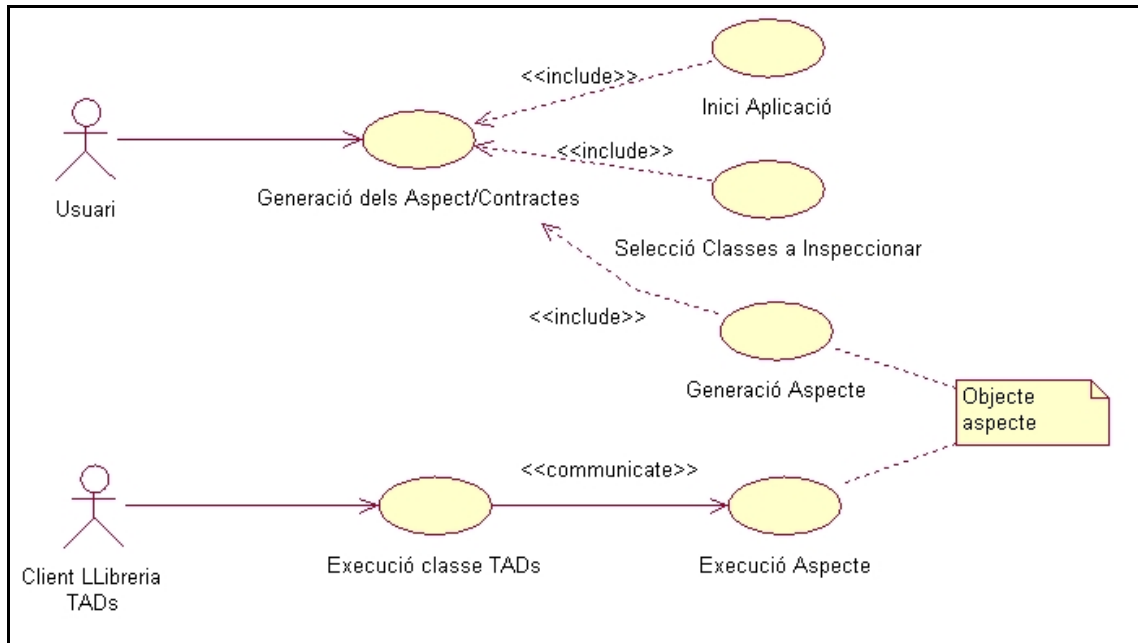 <<include>>
Inici Aplicació
<<include>>
Usuari
Generació dels Aspect/Contractes
Selecció Classes a Inspeccionar
<<include>>
Generació Aspecte
Objecte
aspecte
<<communicate>>
Execució classe TADs
Execució Aspecte
Client LLibreria
TADs